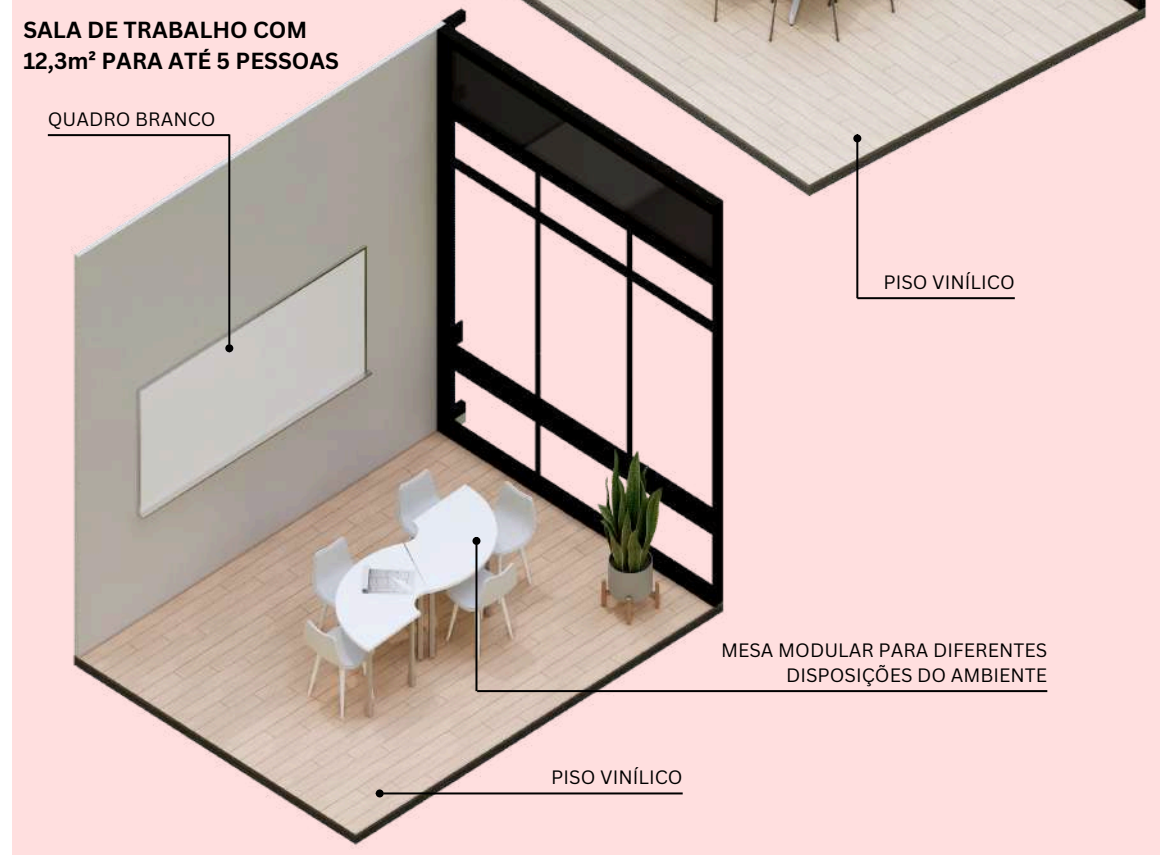 SALA DE TRABALHO COM
12,3m² PARA ATÉ 5 PESSOAS
QUADRO BRANCO
PISO VINÍLICO
MESA MODULAR PARA DIFERENTES
DISPOSIÇÕES DO AMBIENTE
PISO VINÍLICO